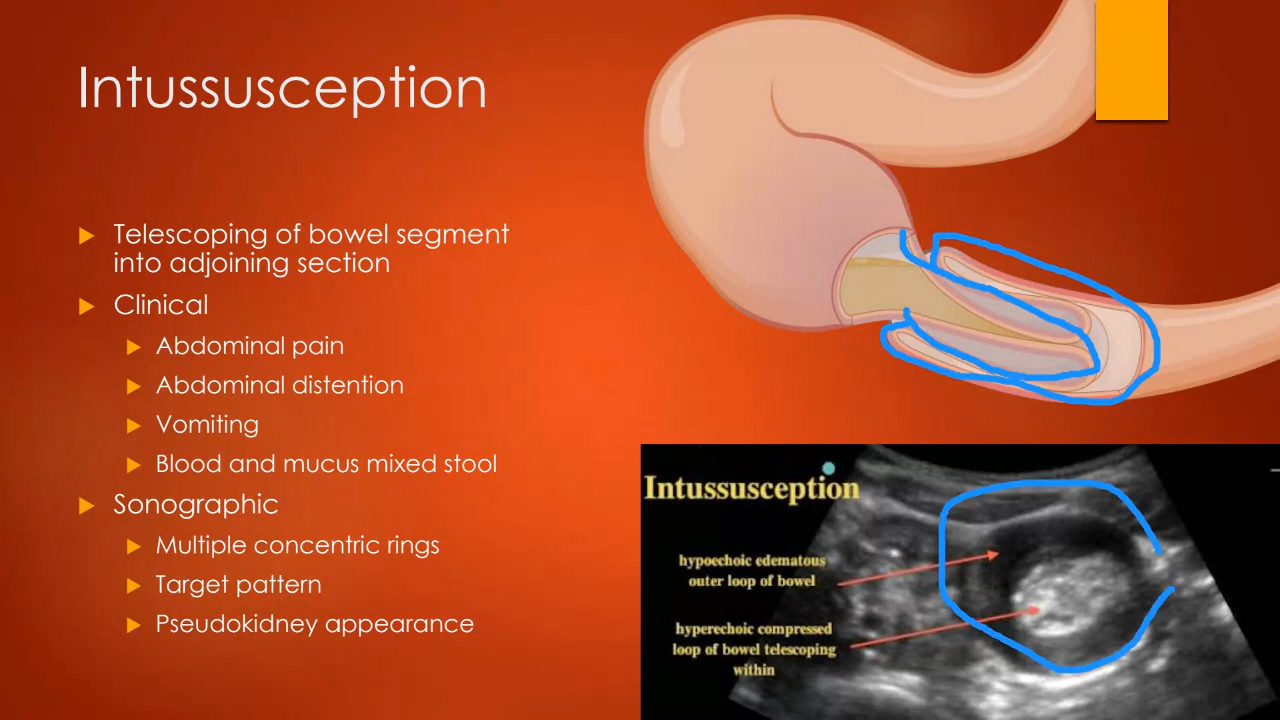 Intussusception
Telescoping of bowel segment
into adjoining section
Clinical
Abdominal pain
Abdominal distention
Vomiting
Blood and mucus mixed stool
Sonographic
Multiple concentric rings
Target pattern
Pseudokidney appearance
Intussusception
hypoechoic edematous
outer loop of bowel
hyperechoic compressed
loop of bowel telescoping
within